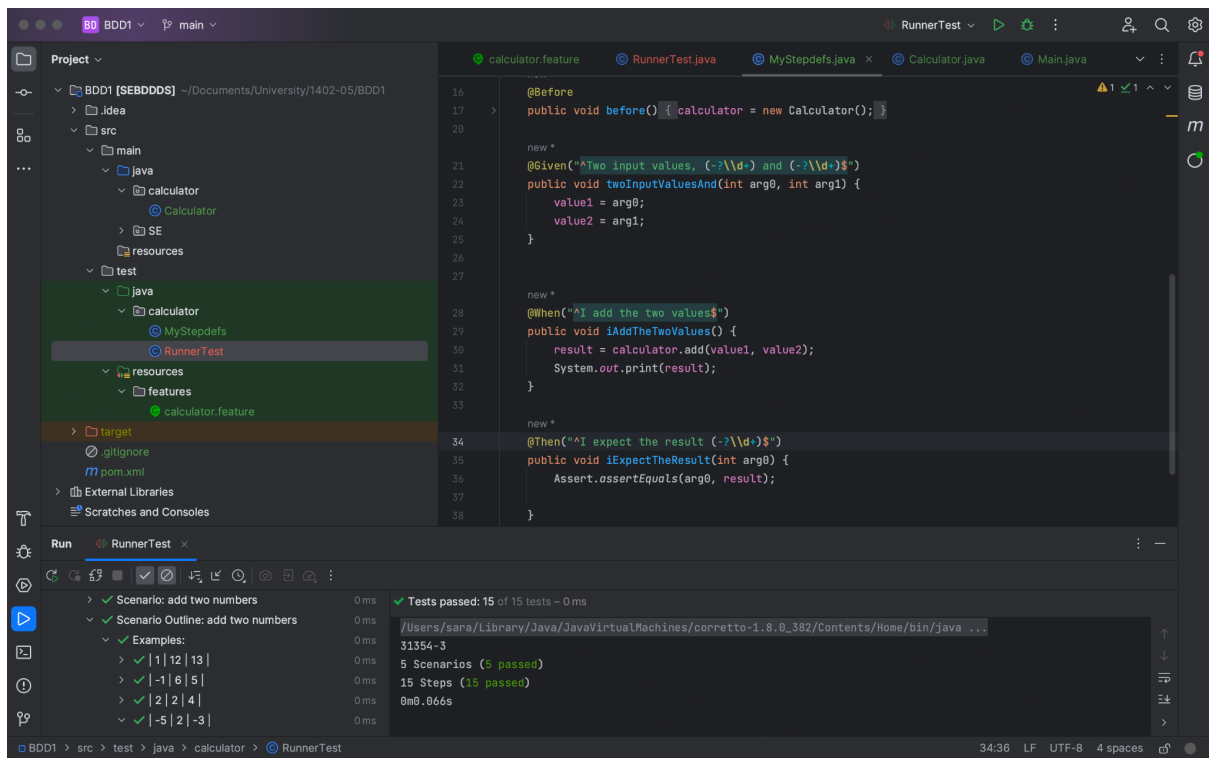 BD BDD1 main RunnerTest
Project
calculator.feature RunnerTest.java MyStepdefs.java Calculator.java Main.java
BDD1 [SEBDDDS] ~/Documents/University/1402-05/BDD1
.idea
src
main
java
calculator
Calculator
SE
resources
test
java
calculator
MyStepdefs
RunnerTest
resources
features
calculator.feature
target
.gitignore
pom.xml
External Libraries
Scratches and Consoles
1 1
16 @Before
17 public void before() { calculator = new Calculator(); }
20
new *
21 @Given("^Two input values, (-?\\d+) and (-?\\d+)$")
22 public void twoInputValuesAnd(int arg0, int arg1) {
23 value1 = arg0;
24 value2 = arg1;
25 }
26
27
new *
28 @When("^I add the two values$")
29 public void iAddTheTwoValues() {
30 result = calculator.add(value1, value2);
31 System.out.print(result);
32 }
33
new *
34 @Then("^I expect the result (-?\\d+)$")
35 public void iExpectTheResult(int arg0) {
36 Assert.assertEquals(arg0, result);
37
38 }
Run RunnerTest
Scenario: add two numbers 0 ms
Scenario Outline: add two numbers 0 ms
Examples: 0 ms
| 1 | 12 | 13 | 0 ms
| -1 | 6 | 5 | 0 ms
| 2 | 2 | 4 | 0 ms
| -5 | 2 | -3 | 0 ms
Tests passed: 15 of 15 tests – 0 ms
/Users/sara/Library/Java/JavaVirtualMachines/corretto-1.8.0_382/Contents/Home/bin/java ...
31354-3
5 Scenarios (5 passed)
15 Steps (15 passed)
0m0.066s
BDD1 > src > test > java > calculator > RunnerTest
34:36 LF UTF-8 4 spaces